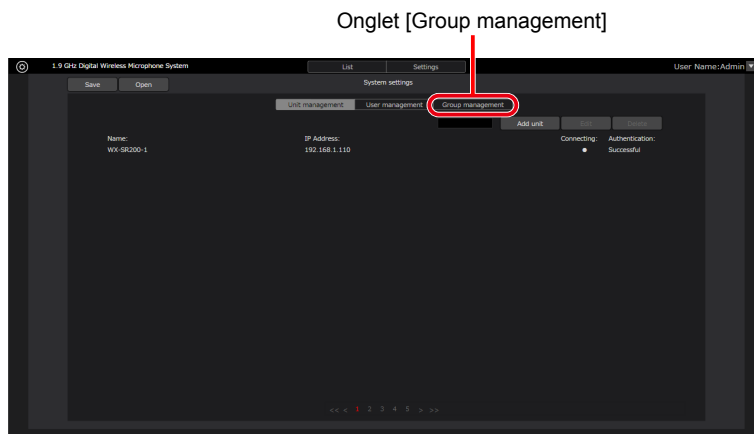 Onglet [Group management]
1.9 GHz Digital Wireless Microphone System List Settings User Name:Admin
Save Open System settings
Unit management User management Group management
Add unit Edit Delete
Name: IP Address: Connecting: Authentication:
WX-SR200-1 192.168.1.110 Successful
<< < 1 2 3 4 5 > >>